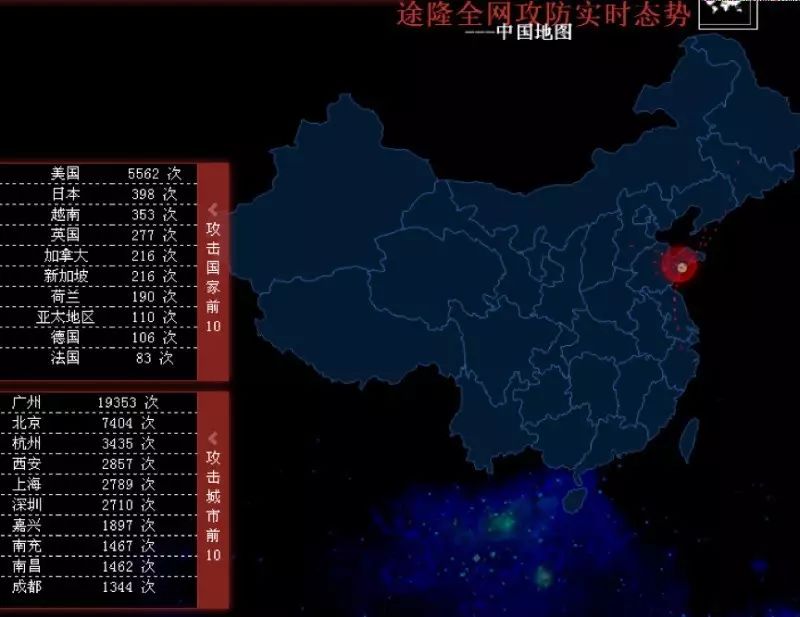 途隆全网攻防实时态势
---中国地图
美国 5562 次
日本 398 次
越南 353 次
英国 277 次
加拿大 216 次
新加坡 216 次
荷兰 190 次
亚太地区 110 次
德国 106 次
法国 83 次
攻击国家前10
广州 19353 次
北京 7404 次
杭州 3435 次
西安 2857 次
上海 2789 次
深圳 2710 次
嘉兴 1897 次
南充 1467 次
南昌 1462 次
成都 1344 次
攻击城市前10